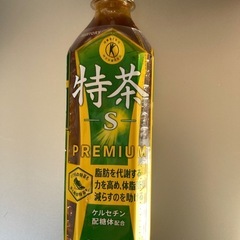 特茶
S
PREMIUM
脂肪を代謝する
力を高め、体脂
減らすのを助け
ケルセチン
配糖体配合